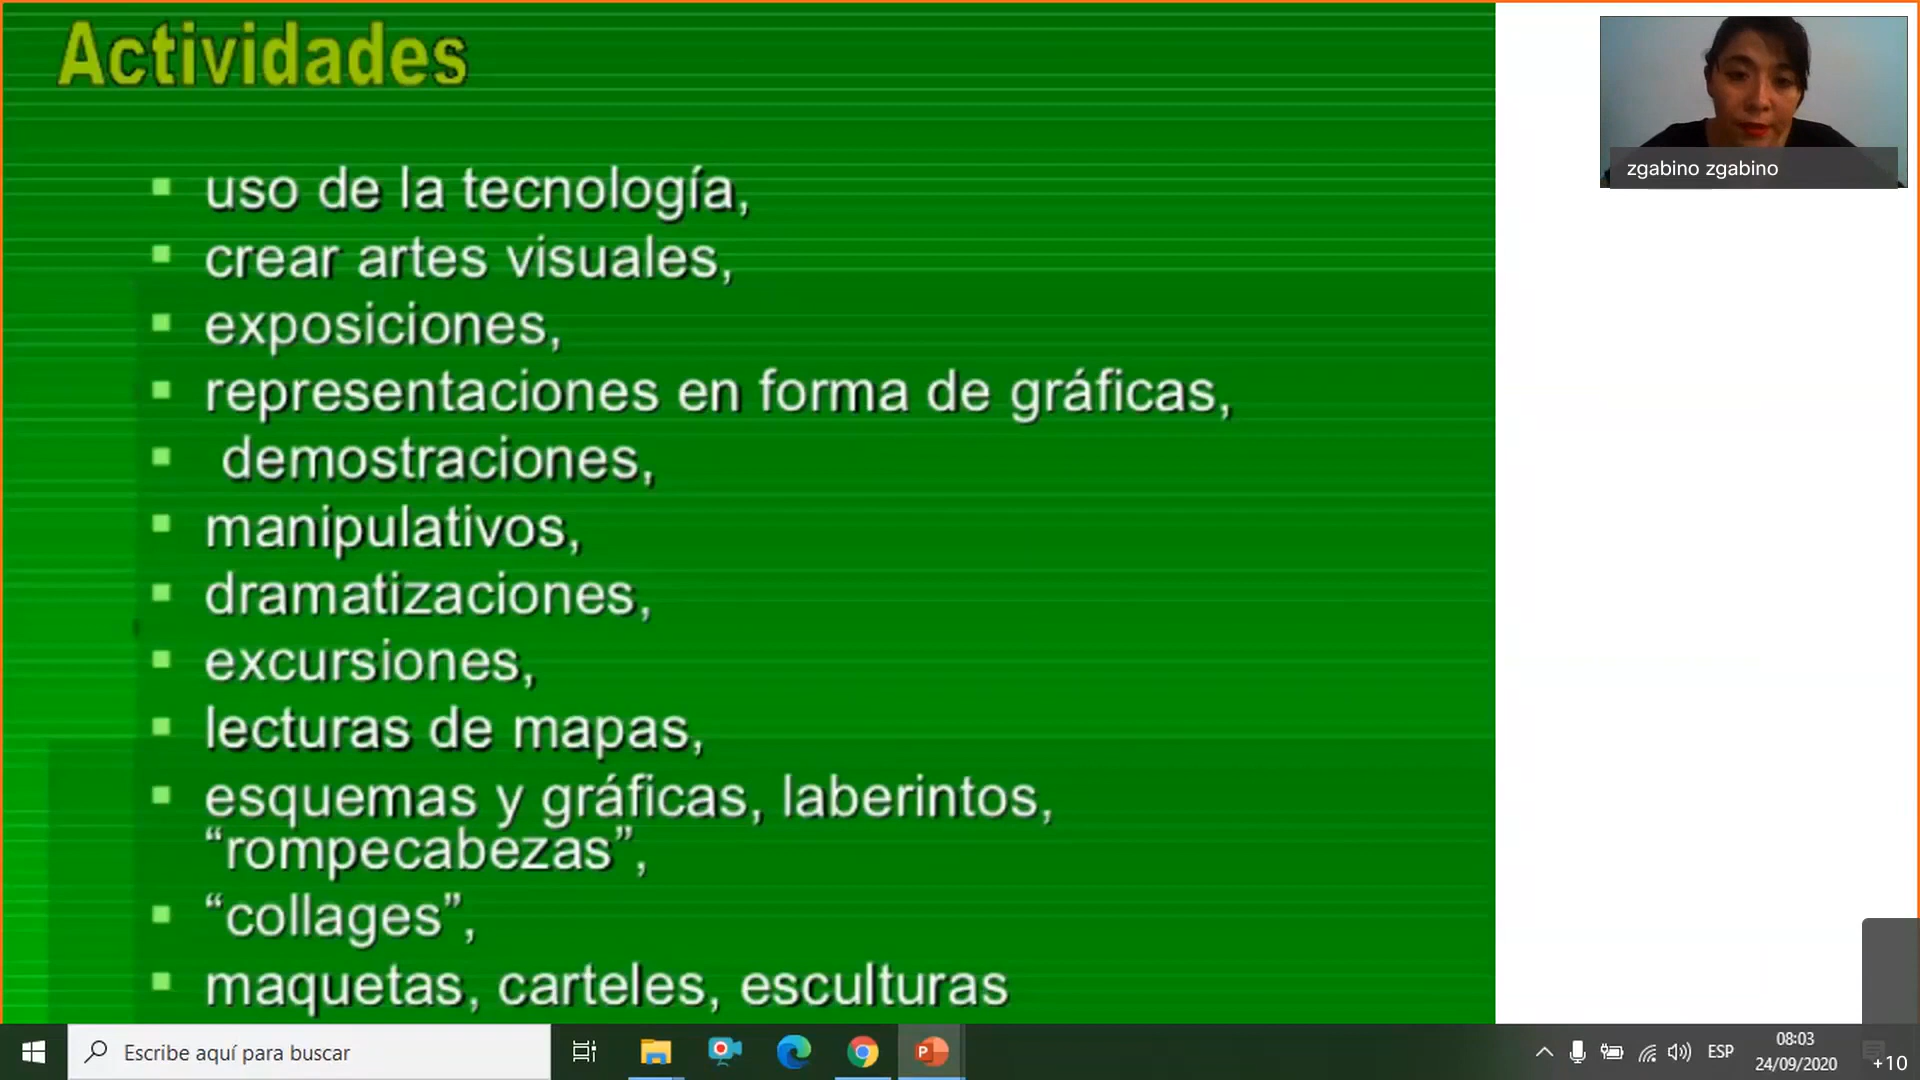 Actividades
zgabino zgabino
uso de la tecnología,
crear artes visuales,
exposiciones,
representaciones en forma de gráficas,
demostraciones,
manipulativos,
dramatizaciones,
excursiones,
lecturas de mapas,
esquemas y gráficas, laberintos,
“rompecabezas”,
“collages”,
maquetas, carteles, esculturas
Escribe aquí para buscar
ESP
08:03
24/09/2020
+10